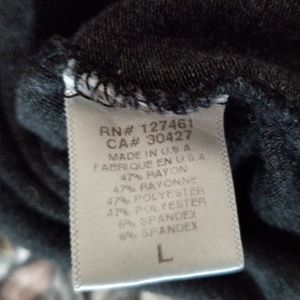 RN# 127461
CA# 30427
MADE IN U.S.A
FABRIQUE EN U.S.A
47% RAYON
47% RAYONNE
47% POLYESTER
47% POLYESTER
6% SPANDEX
6% SPANDEX
L